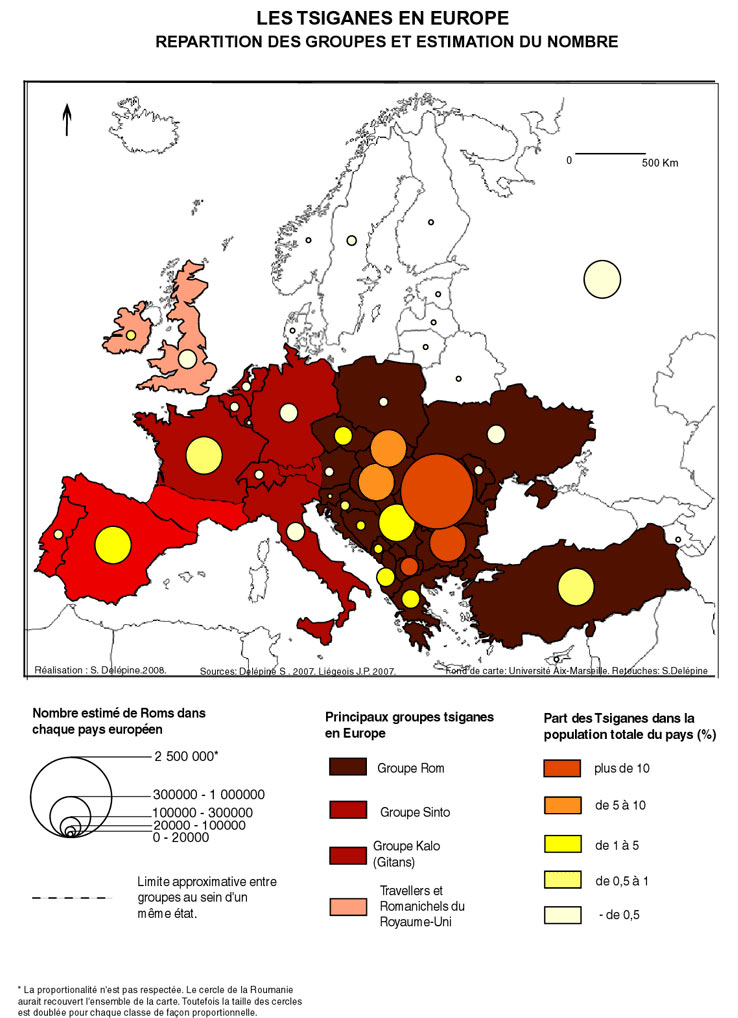 LES TSIGANES EN EUROPE
REPARTITION DES GROUPES ET ESTIMATION DU NOMBRE
0
500 Km
Réalisation : S. Delépine.2008.
Sources: Delépine S . 2007. Liégeois J.P. 2007.
Fond de carte: Université Aix-Marseille. Retouches: S.Delépine
Nombre estimé de Roms dans
chaque pays européen
2 500 000*
300000 - 1 000000
100000 - 300000
20000 - 100000
0 - 20000
Limite approximative entre
groupes au sein d'un
même état.
Principaux groupes tsiganes
en Europe
Groupe Rom
Groupe Sinto
Groupe Kalo
(Gitans)
Travellers et
Romanichels du
Royaume-Uni
Part des Tsiganes dans la
population totale du pays (%)
plus de 10
de 5 à 10
de 1 à 5
de 0,5 à 1
- de 0,5
* La proportionalité n'est pas respectée. Le cercle de la Roumanie
aurait recouvert l'ensemble de la carte. Toutefois la taille des cercles
est doublée pour chaque classe de façon proportionnelle.